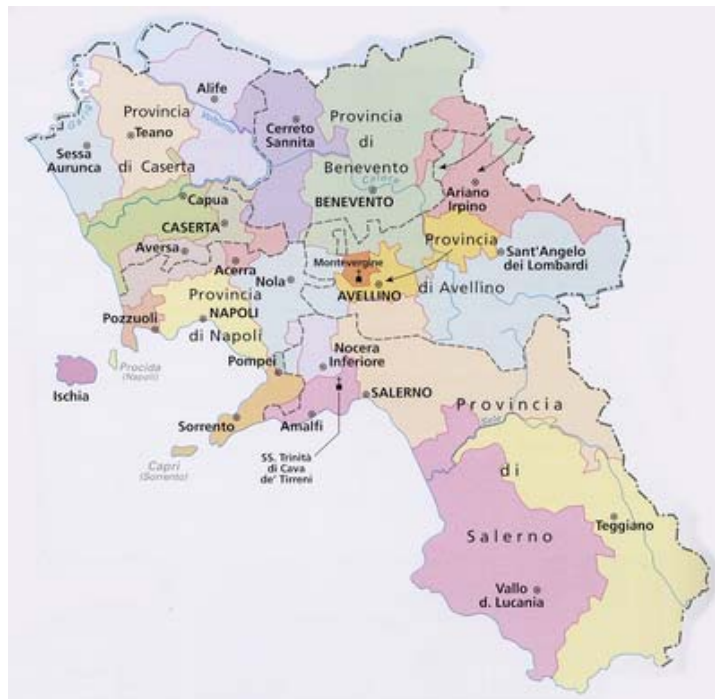 Alife
Provincia
Teano
di Caserta
Volturno
Cerreto
Sannita
Provincia
di
Benevento
Calore
BENEVENTO
Sessa
Aurunca
Ariano
Irpino
Capua
CASERTA
Aversa
Acerra
Provincia
Sant'Angelo
dei Lombardi
Montevergine
AVELLINO
di Avellino
Nola
Provincia
NAPOLI
di Napoli
Pozzuoli
Pompei
Nocera
Inferiore
Procida
(Napoli)
Ischia
SALERNO
Provincia
Sele
Sorrento
Amalfi
Capri
(Sorrento)
SS. Trinità
di Cava
de' Tirreni
di
Teggiano
Salerno
Vallo
d. Lucania